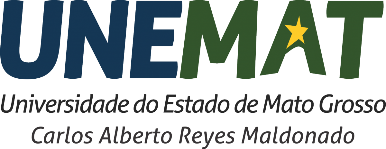 UNEMAT
Universidade do Estado de Mato Grosso
Carlos Alberto Reyes Maldonado